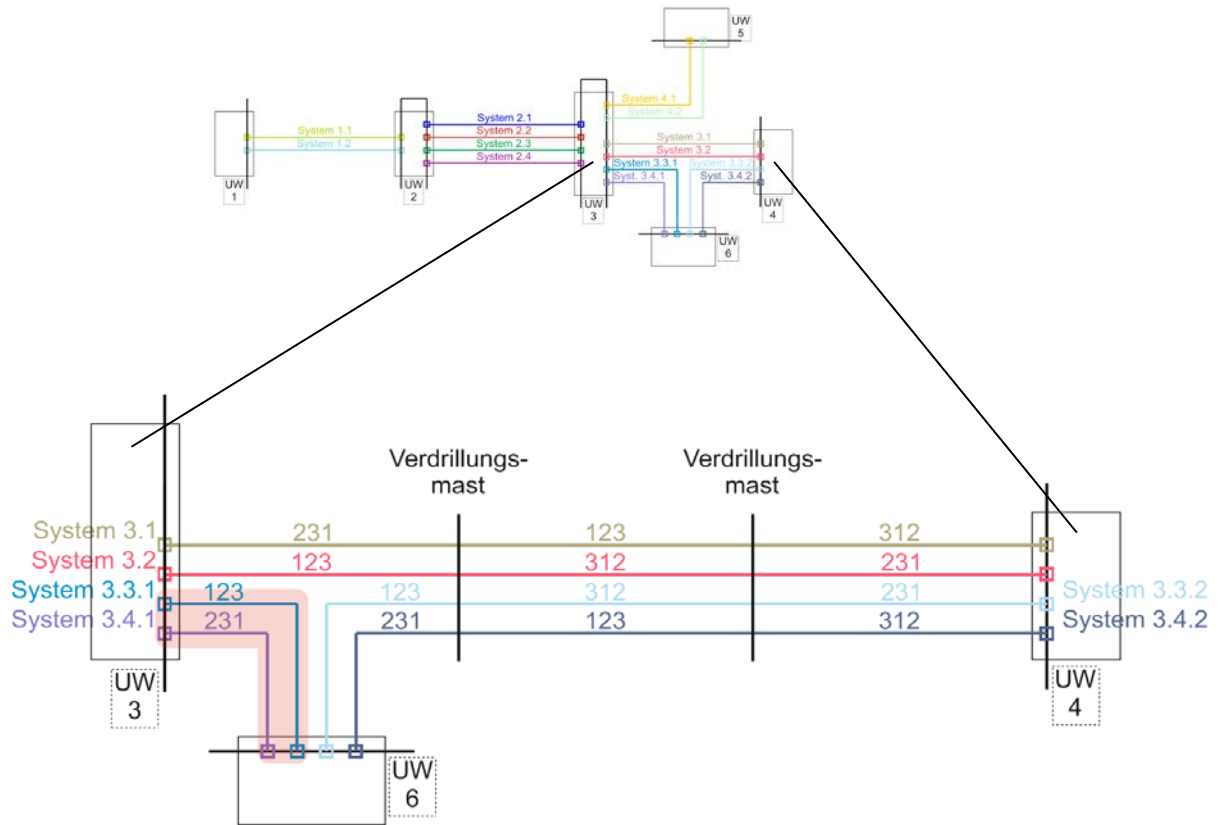 UW
5
System 4.1
System 4.2
System 2.1
System 1.1
System 2.2
System 3.1
System 1.2
System 2.3
System 3.2
System 2.4
System 3.3.1
System 3.3.2
Syst. 3.4.1
Syst. 3.4.2
UW
1
UW
2
UW
3
UW
4
UW
6
Verdrillungs-
mast
Verdrillungs-
mast
System 3.1
231
123
312
System 3.2
123
312
231
System 3.3.1
123
123
312
231
System 3.3.2
System 3.4.1
231
231
123
312
System 3.4.2
UW
3
UW
4
UW
6